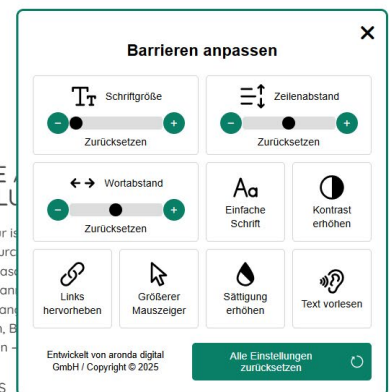 Barrieren anpassen
Schriftgröße
Zeilenabstand
Zurücksetzen
Zurücksetzen
Wortabstand
Zurücksetzen
Einfache
Schrift
Kontrast
erhöhen
Links
hervorheben
Größerer
Mauszeiger
Sättigung
erhöhen
Text vorlesen
Entwickelt von aronda digital
GmbH / Copyright © 2025
Alle Einstellungen
zurücksetzen